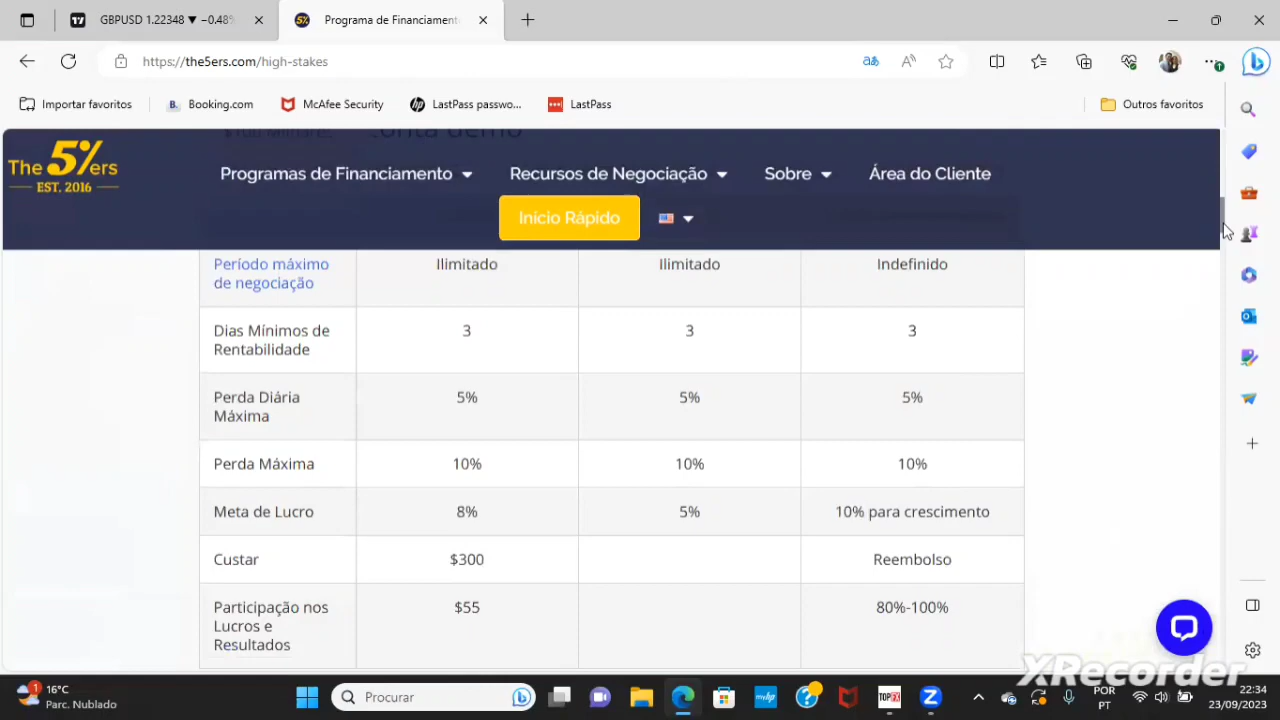 GBPUSD 1.22348 ▼ −0.48%
Programa de Financiament
https://the5ers.com/high-stakes
Importar favoritos
Booking.com
McAfee Security
LastPass passwo...
LastPass
Outros favoritos
conta demo
The 5%ers
EST. 2016
Programas de Financiamento
Recursos de Negociação
Sobre
Área do Cliente
Início Rápido
Período máximo
de negociação
Ilimitado
Ilimitado
Indefinido
Dias Mínimos de
Rentabilidade
3
3
3
Perda Diária
Máxima
5%
5%
5%
Perda Máxima
10%
10%
10%
Meta de Lucro
8%
5%
10% para crescimento
Custar
$300
Reembolso
Participação nos
Lucros e
Resultados
$55
80%-100%
XRecorder
1
16°C
Parc. Nublado
Procurar
myhp
TOPFX
POR
PT
22:34
23/09/2023